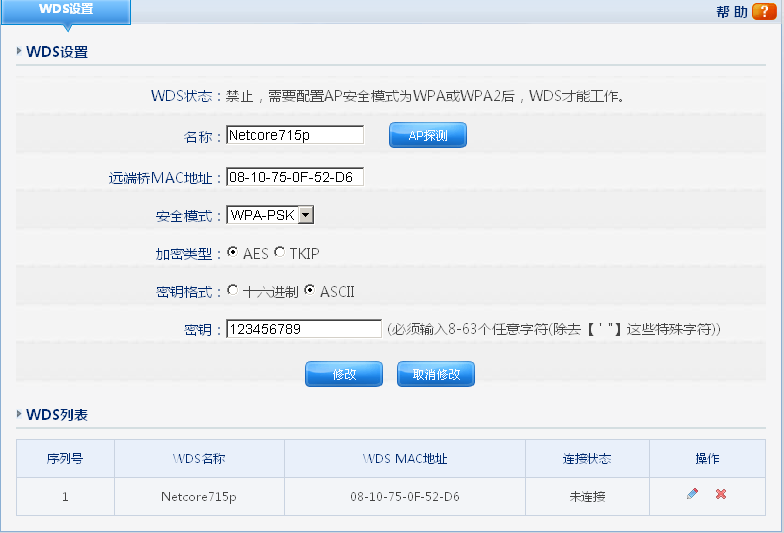 WDS设置
帮 助 ?
WDS设置
WDS状态：禁止，需要配置AP安全模式为WPA或WPA2后，WDS才能工作。
名称：Netcore715p AP探测
远端桥MAC地址：08-10-75-0F-52-D6
安全模式：WPA-PSK
加密类型：AES TKIP
密钥格式：十六进制 ASCII
密钥：123456789 (必须输入8-63个任意字符(除去【 ' "】这些特殊字符))
修改 取消修改
WDS列表
序列号 WDS名称 WDS MAC地址 连接状态 操作
1 Netcore715p 08-10-75-0F-52-D6 未连接